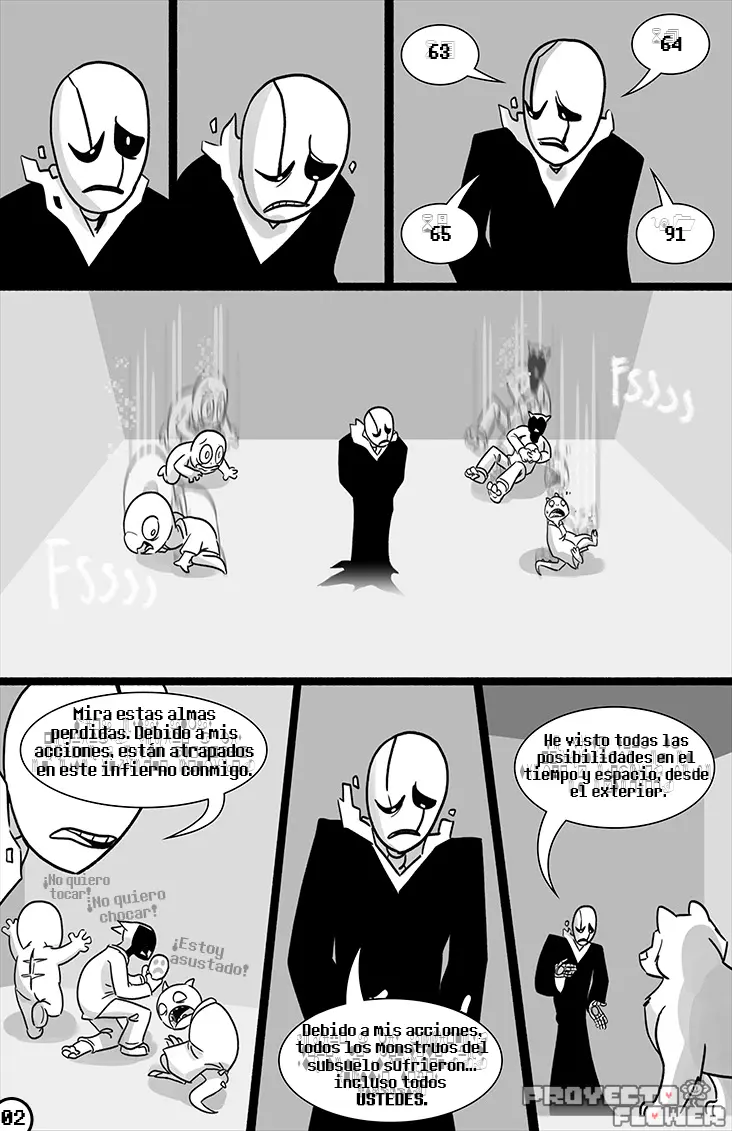 63
64
65
91
Fssss
Fssss
Mira estas almas
perdidas. Debido a mis
acciones, están atrapados
en este infierno conmigo.
¡No quiero
tocar!
¡No quiero
chocar!
¡Estoy
asustado!
Debido a mis acciones,
todos los monstruos del
subsuelo sufrieron...
incluso todos
USTEDES.
He visto todas las
posibilidades en el
tiempo y espacio, desde
el exterior.
02
PROYECTO
FLOWER